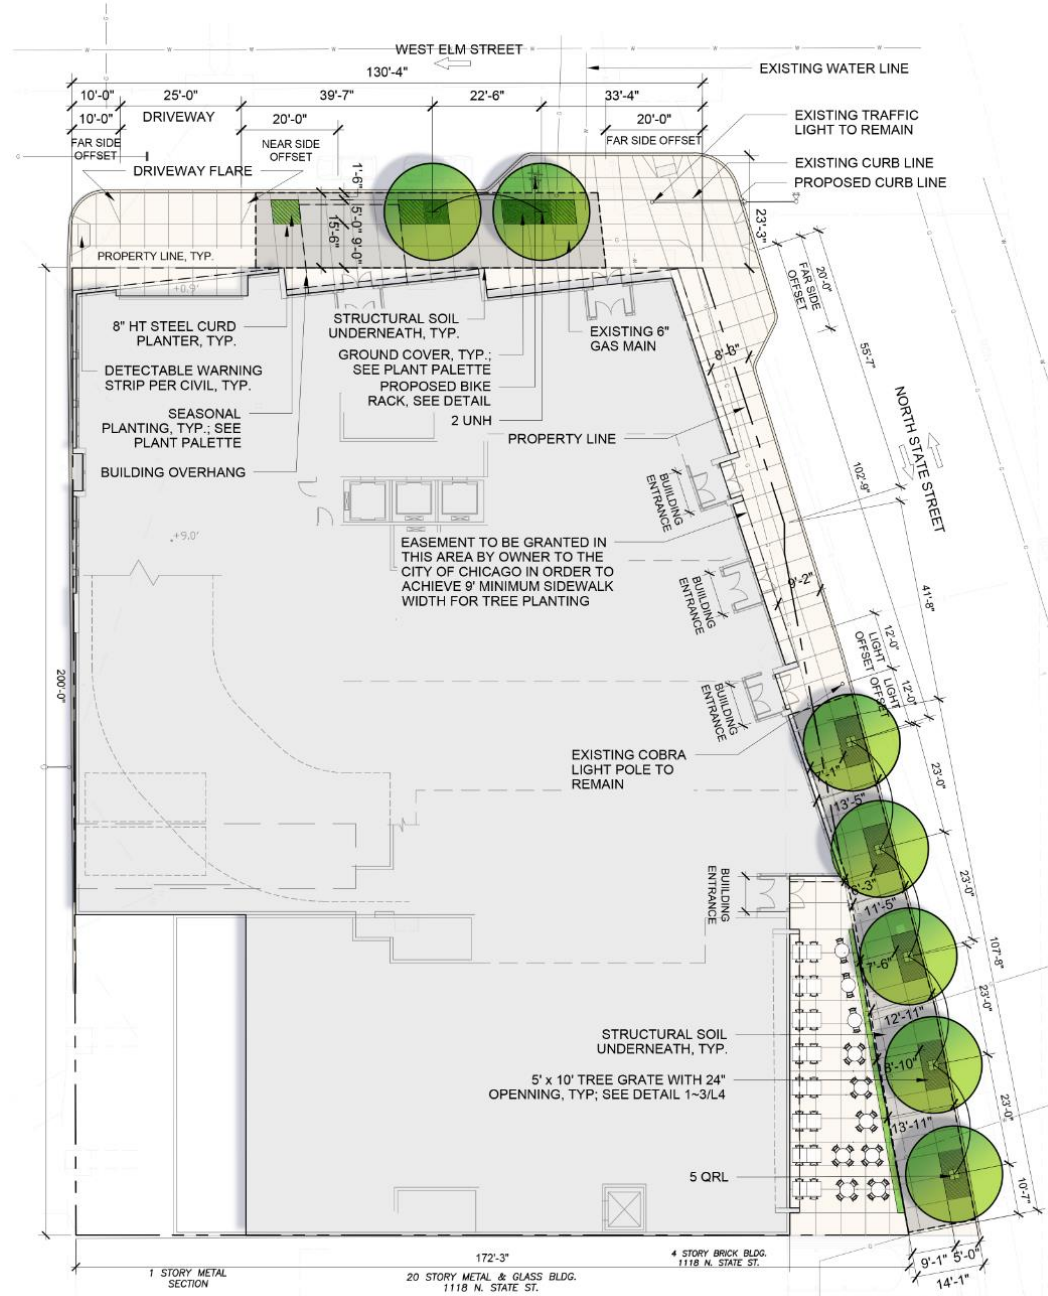 WEST ELM STREET
130'-4"
EXISTING WATER LINE
10'-0"
25'-0"
39'-7"
22'-6"
33'-4"
10'-0"
DRIVEWAY
20'-0"
20'-0"
EXISTING TRAFFIC
LIGHT TO REMAIN
FAR SIDE
OFFSET
NEAR SIDE
OFFSET
FAR SIDE OFFSET
DRIVEWAY FLARE
EXISTING CURB LINE
PROPOSED CURB LINE
1'-6"
5'-0"
9'-0"
15'-6"
23'-3"
PROPERTY LINE, TYP.
+0.9'
20'-0"
FAR SIDE
OFFSET
8" HT STEEL CURD
PLANTER, TYP.
STRUCTURAL SOIL
UNDERNEATH, TYP.
EXISTING 6"
GAS MAIN
GROUND COVER, TYP.;
SEE PLANT PALETTE
DETECTABLE WARNING
STRIP PER CIVIL, TYP.
PROPOSED BIKE
RACK, SEE DETAIL
55'-7"
SEASONAL
PLANTING, TYP.; SEE
PLANT PALETTE
2 UNH
PROPERTY LINE
NORTH STATE STREET
BUILDING OVERHANG
102'-9"
BUIILDING
ENTRANCE
+9.0'
EASEMENT TO BE GRANTED IN
THIS AREA BY OWNER TO THE
CITY OF CHICAGO IN ORDER TO
ACHIEVE 9' MINIMUM SIDEWALK
WIDTH FOR TREE PLANTING
BUIILDING
ENTRANCE
9'-2"
41'-8"
12'-0"
LIGHT
OFFSET
12'-0"
LIGHT
OFFSET
200'-0"
BUIILDING
ENTRANCE
EXISTING COBRA
LIGHT POLE TO
REMAIN
7'-1"
23'-0"
13'-5"
BUIILDING
ENTRANCE
23'-0"
11'-5"
107'-8"
7'-6"
23'-0"
12'-11"
STRUCTURAL SOIL
UNDERNEATH, TYP.
8'-10"
5' x 10' TREE GRATE WITH 24"
OPENNING, TYP; SEE DETAIL 1~3/L4
23'-0"
13'-11"
5 QRL
10'-7"
172'-3"
4 STORY BRICK BLDG.
1118 N. STATE ST.
9'-1"
5'-0"
14'-1"
1 STORY METAL
SECTION
20 STORY METAL & GLASS BLDG.
1118 N. STATE ST.